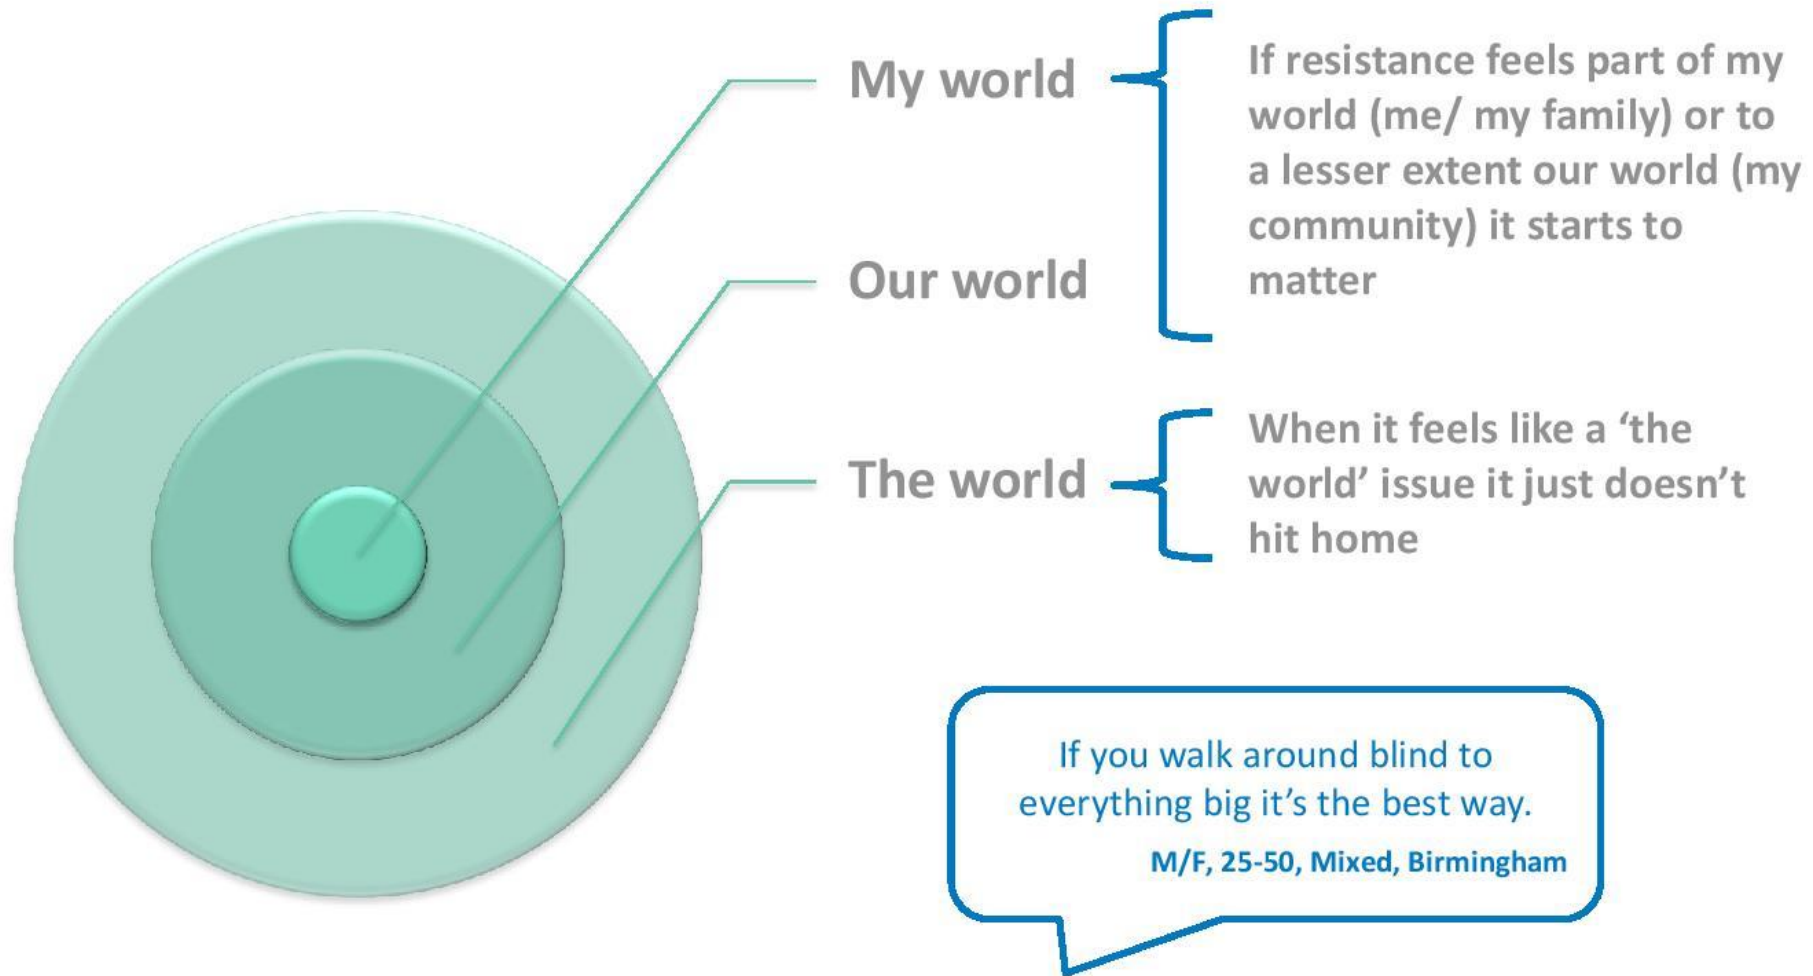 My world
If resistance feels part of my
world (me/ my family) or to
a lesser extent our world (my
community) it starts to
matter
Our world
The world
When it feels like a ‘the
world’ issue it just doesn’t
hit home
If you walk around blind to
everything big it’s the best way.
M/F, 25-50, Mixed, Birmingham